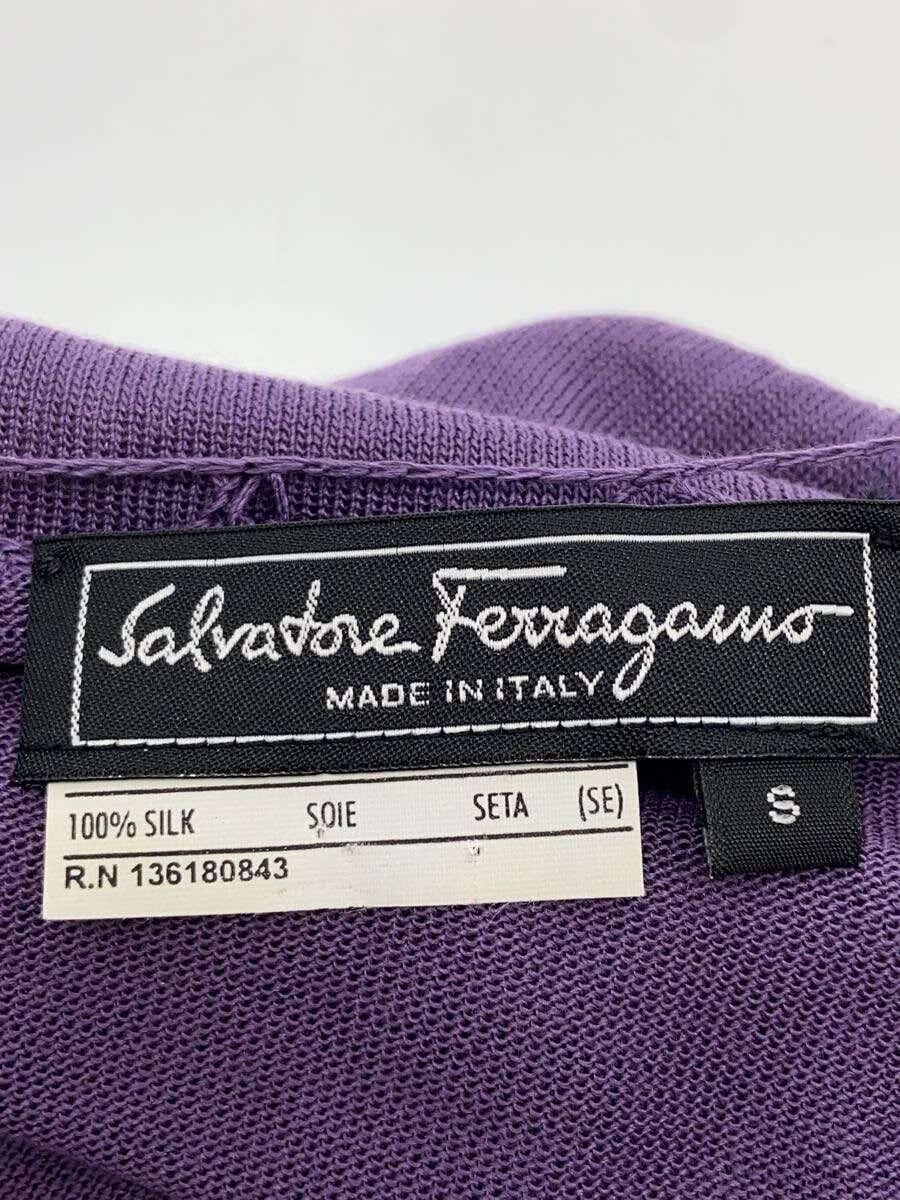 Salvatore Ferragamo
MADE IN ITALY
100% SILK SOIE SETA (SE)
R.N 136180843
S